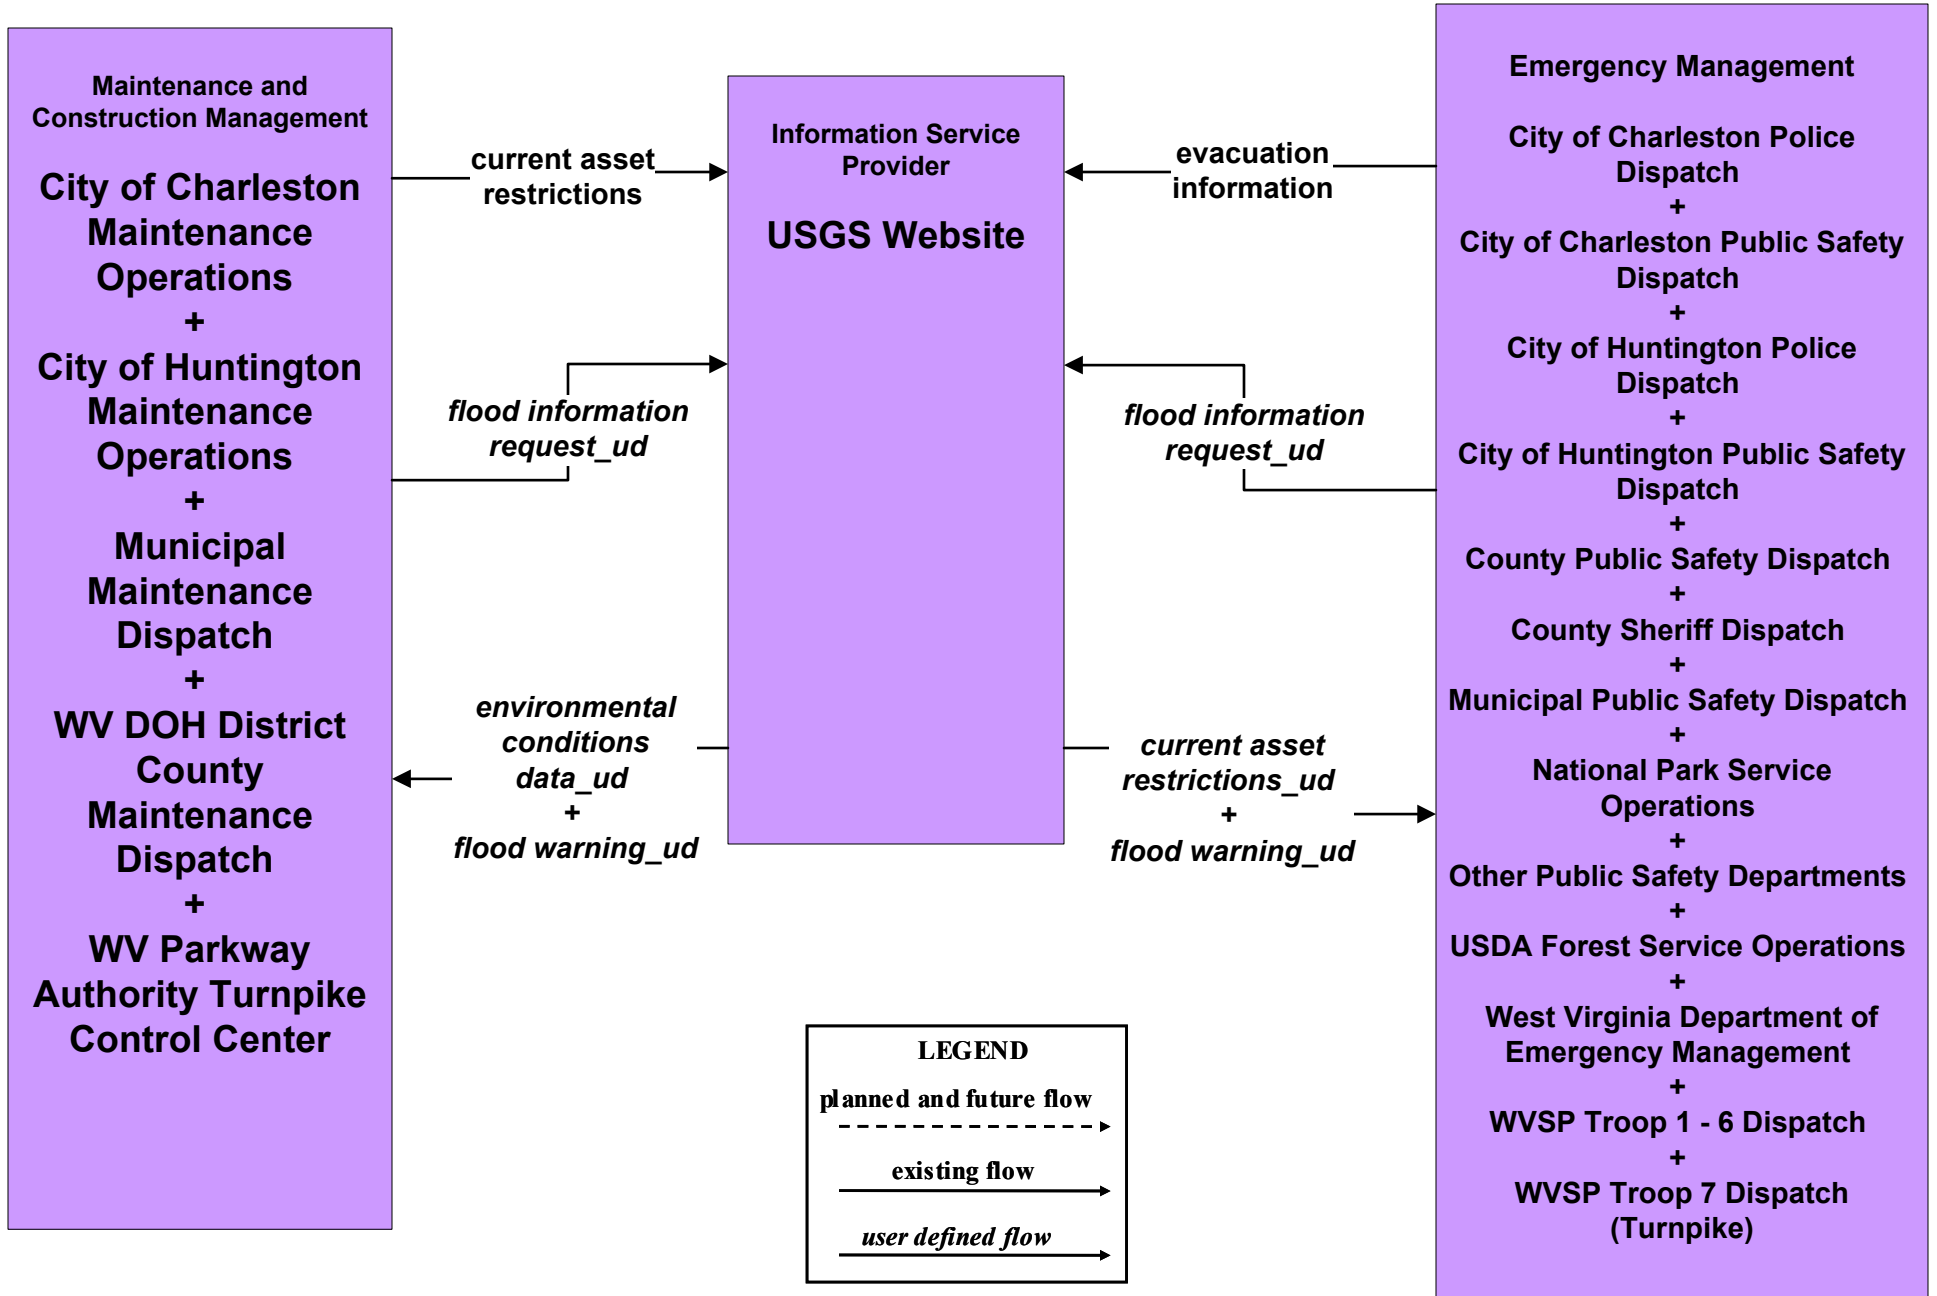 Maintenance and
Construction Management
City of Charleston
Maintenance
Operations
+
City of Huntington
Maintenance
Operations
+
Municipal
Maintenance
Dispatch
+
WV DOH District
County
Maintenance
Dispatch
+
WV Parkway
Authority Turnpike
Control Center
current asset
restrictions
flood information
request_ud
environmental
conditions
data_ud
+
flood warning_ud
Information Service
Provider
USGS Website
evacuation
information
flood information
request_ud
current asset
restrictions_ud
+
flood warning_ud
Emergency Management
City of Charleston Police
Dispatch
+
City of Charleston Public Safety
Dispatch
+
City of Huntington Police
Dispatch
+
City of Huntington Public Safety
Dispatch
+
County Public Safety Dispatch
+
County Sheriff Dispatch
+
Municipal Public Safety Dispatch
+
National Park Service
Operations
+
Other Public Safety Departments
+
USDA Forest Service Operations
+
West Virginia Department of
Emergency Management
+
WVSP Troop 1 - 6 Dispatch
+
WVSP Troop 7 Dispatch
(Turnpike)
LEGEND
planned and future flow
existing flow
user defined flow